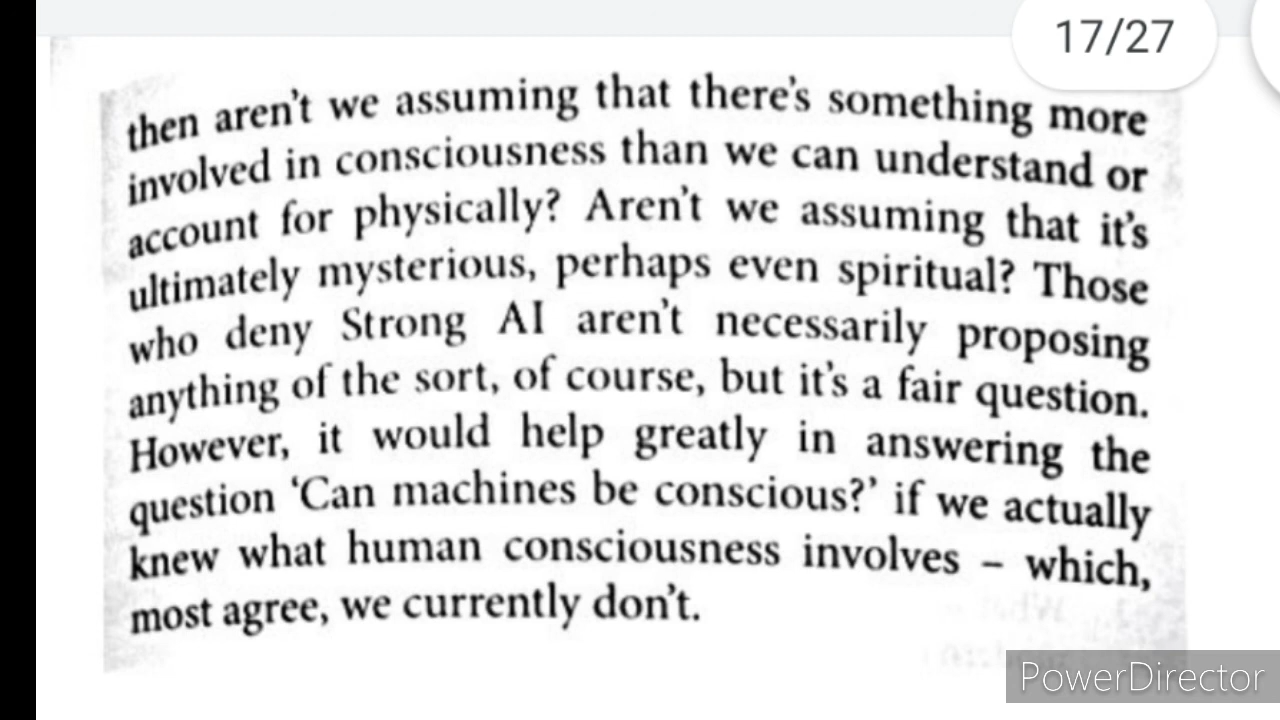 17/27
then aren't we assuming that there's something more
involved in consciousness than we can understand or
account for physically? Aren't we assuming that it's
ultimately mysterious, perhaps even spiritual? Those
who deny Strong AI aren't necessarily proposing
anything of the sort, of course, but it's a fair question.
However, it would help greatly in answering the
question ‘Can machines be conscious?’ if we actually
knew what human consciousness involves – which,
most agree, we currently don't.
PowerDirector